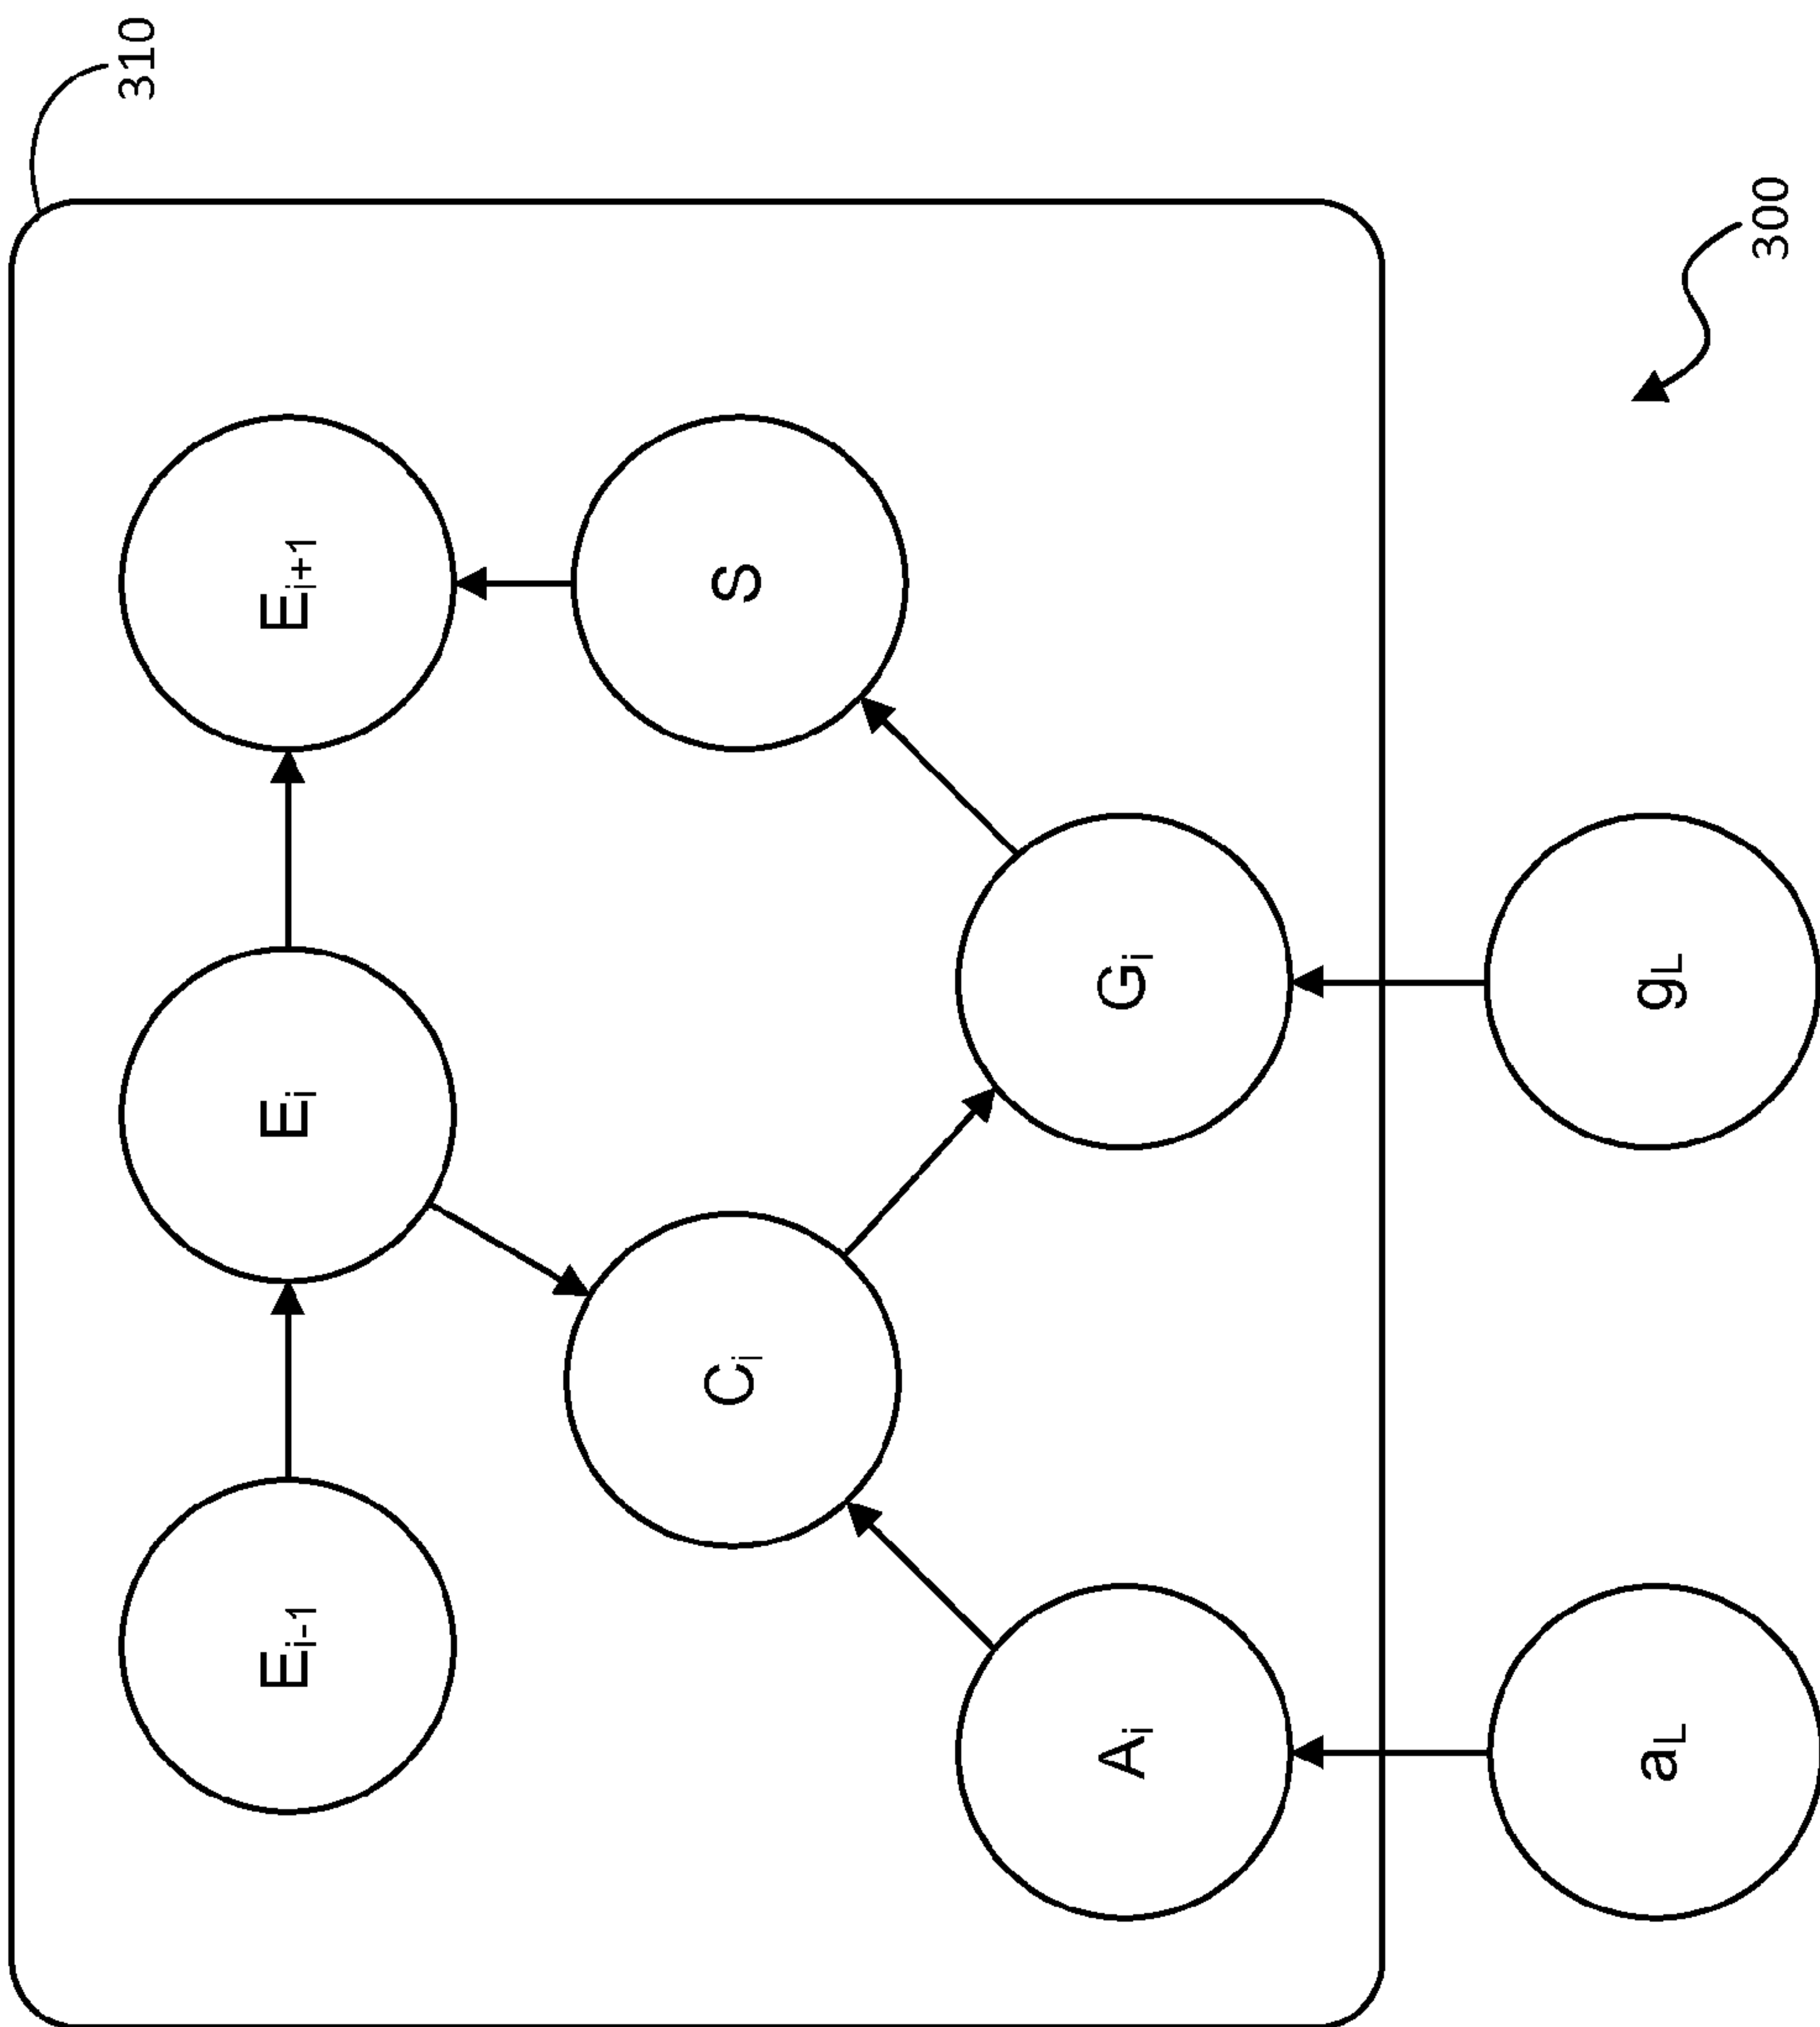 310
E_{i-1}
E_i
E_{i+1}
C_i
S
A_i
G_i
a_L
g_L
300